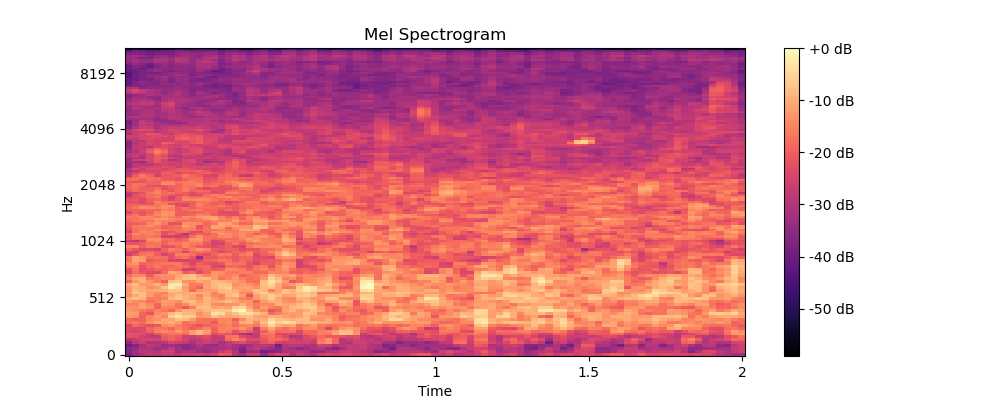 Mel Spectrogram
Hz
8192
4096
2048
1024
512
0
0 0.5 1 1.5 2
Time
+0 dB
-10 dB
-20 dB
-30 dB
-40 dB
-50 dB